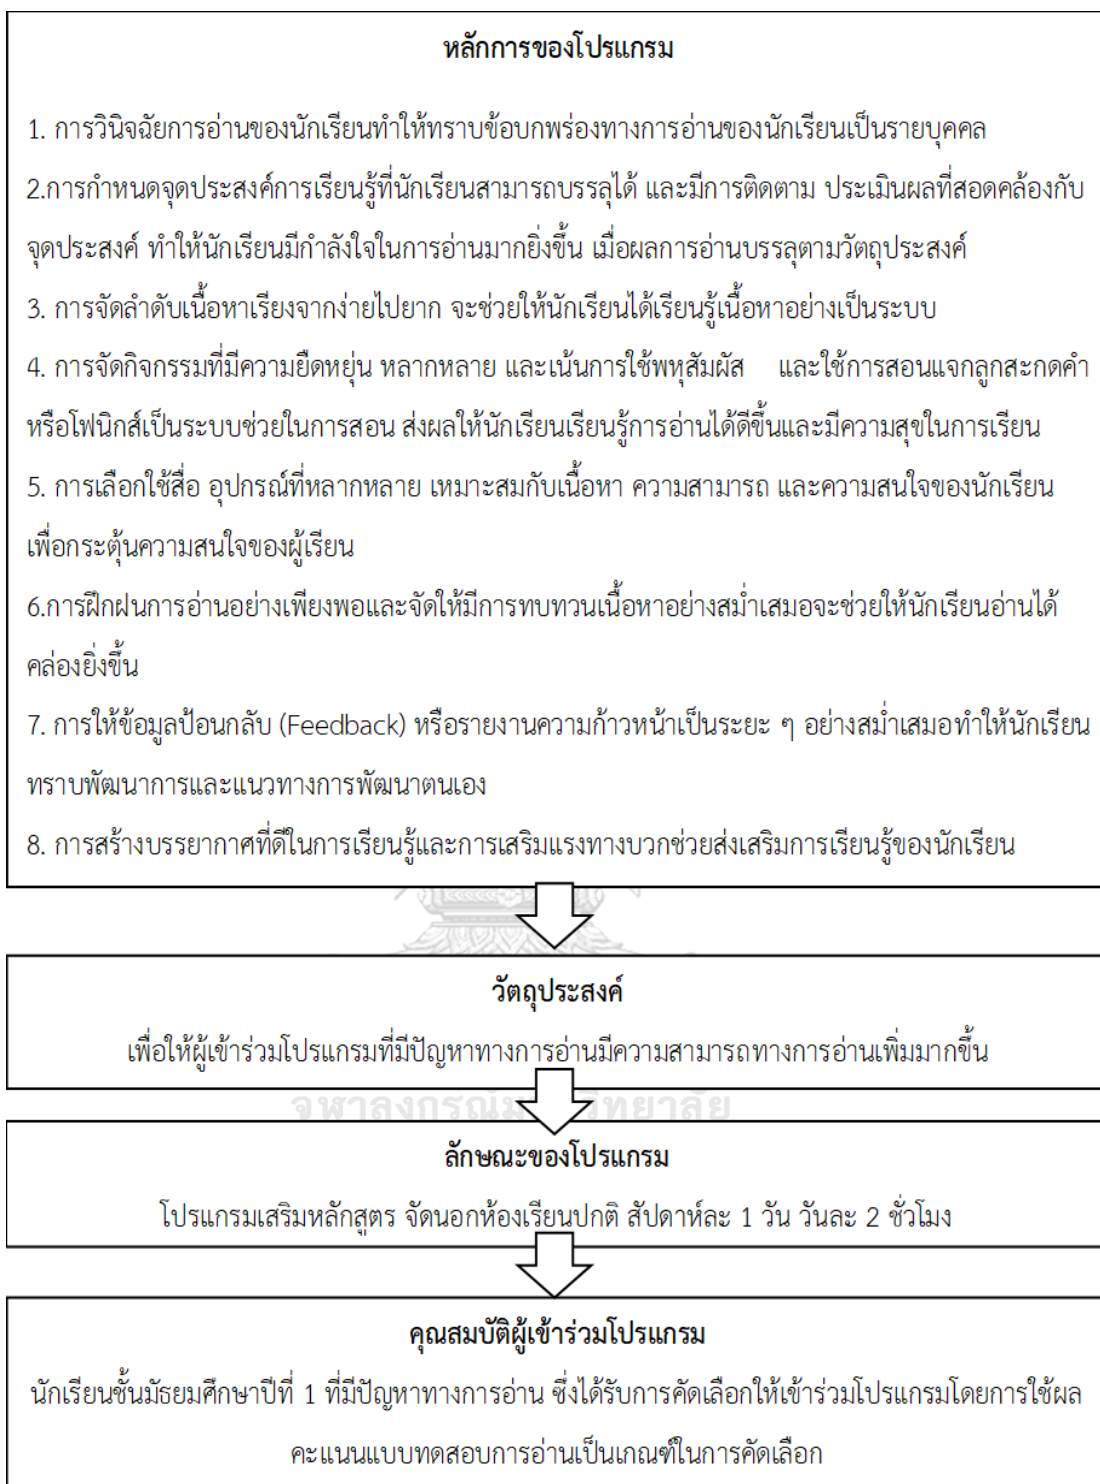 หลักการของโปรแกรม
1. การวินิจฉัยการอ่านของนักเรียนทำให้ทราบข้อบกพร่องทางการอ่านของนักเรียนเป็นรายบุคคล
2.การกำหนดจุดประสงค์การเรียนรู้ที่นักเรียนสามารถบรรลุได้ และมีการติดตาม ประเมินผลที่สอดคล้องกับ
จุดประสงค์ ทำให้นักเรียนมีกำลังใจในการอ่านมากยิ่งขึ้น เมื่อผลการอ่านบรรลุตามวัตถุประสงค์
3. การจัดลำดับเนื้อหาเรียงจากง่ายไปยาก จะช่วยให้นักเรียนได้เรียนรู้เนื้อหาอย่างเป็นระบบ
4. การจัดกิจกรรมที่มีความยืดหยุ่น หลากหลาย และเน้นการใช้พหุสัมผัส และใช้การสอนแจกลูกสะกดคำ
หรือโฟนิกส์เป็นระบบช่วยในการสอน ส่งผลให้นักเรียนเรียนรู้การอ่านได้ดีขึ้นและมีความสุขในการเรียน
5. การเลือกใช้สื่อ อุปกรณ์ที่หลากหลาย เหมาะสมกับเนื้อหา ความสามารถ และความสนใจของนักเรียน
เพื่อกระตุ้นความสนใจของผู้เรียน
6.การฝึกฝนการอ่านอย่างเพียงพอและจัดให้มีการทบทวนเนื้อหาอย่างสม่ำเสมอจะช่วยให้นักเรียนอ่านได้
คล่องยิ่งขึ้น
7. การให้ข้อมูลป้อนกลับ (Feedback) หรือรายงานความก้าวหน้าเป็นระยะ ๆ อย่างสม่ำเสมอทำให้นักเรียน
ทราบพัฒนาการและแนวทางการพัฒนาตนเอง
8. การสร้างบรรยากาศที่ดีในการเรียนรู้และการเสริมแรงทางบวกช่วยส่งเสริมการเรียนรู้ของนักเรียน
วัตถุประสงค์
เพื่อให้ผู้เข้าร่วมโปรแกรมที่มีปัญหาทางการอ่านมีความสามารถทางการอ่านเพิ่มมากขึ้น
ลักษณะของโปรแกรม
โปรแกรมเสริมหลักสูตร จัดนอกห้องเรียนปกติ สัปดาห์ละ 1 วัน วันละ 2 ชั่วโมง
คุณสมบัติผู้เข้าร่วมโปรแกรม
นักเรียนชั้นมัธยมศึกษาปีที่ 1 ที่มีปัญหาทางการอ่าน ซึ่งได้รับการคัดเลือกให้เข้าร่วมโปรแกรมโดยการใช้ผล
คะแนนแบบทดสอบการอ่านเป็นเกณฑ์ในการคัดเลือก